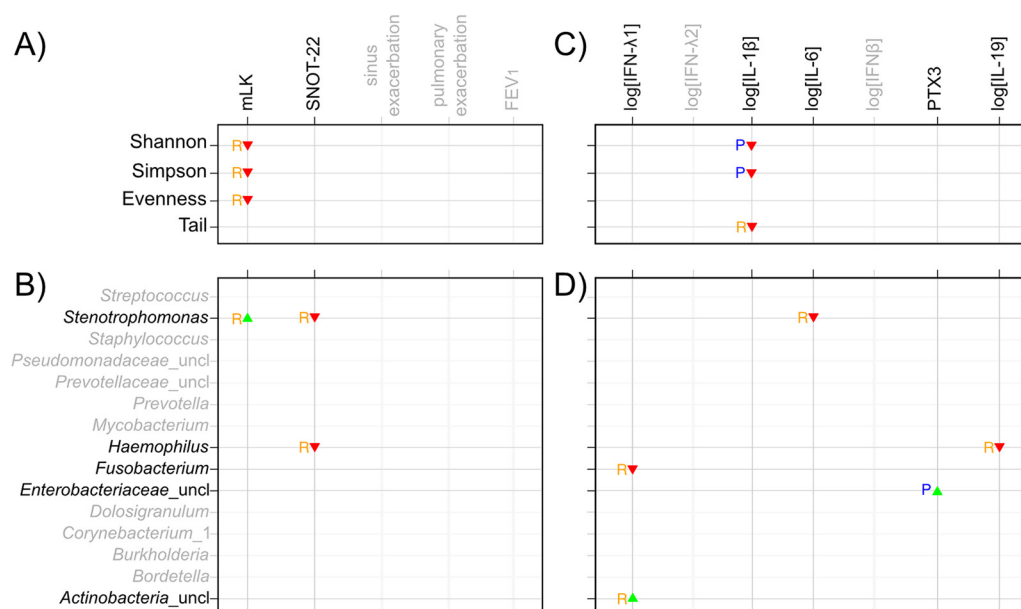 A)
mLK
SNOT-22
sinus
exacerbation
pulmonary
exacerbation
FEV1
C)
log[IFN-λ1]
log[IFN-λ2]
log[IL-1β]
log[IL-6]
log[IFNβ]
PTX3
log[IL-19]
Shannon
R
P
Simpson
R
P
Evenness
R
Tail
R
B)
D)
Streptococcus
Stenotrophomonas
R
R
R
Staphylococcus
Pseudomonadaceae_uncl
Prevotellaceae_uncl
Prevotella
Mycobacterium
Haemophilus
R
R
Fusobacterium
R
Enterobacteriaceae_uncl
P
Dolosigranulum
Corynebacterium_1
Burkholderia
Bordetella
Actinobacteria_uncl
R